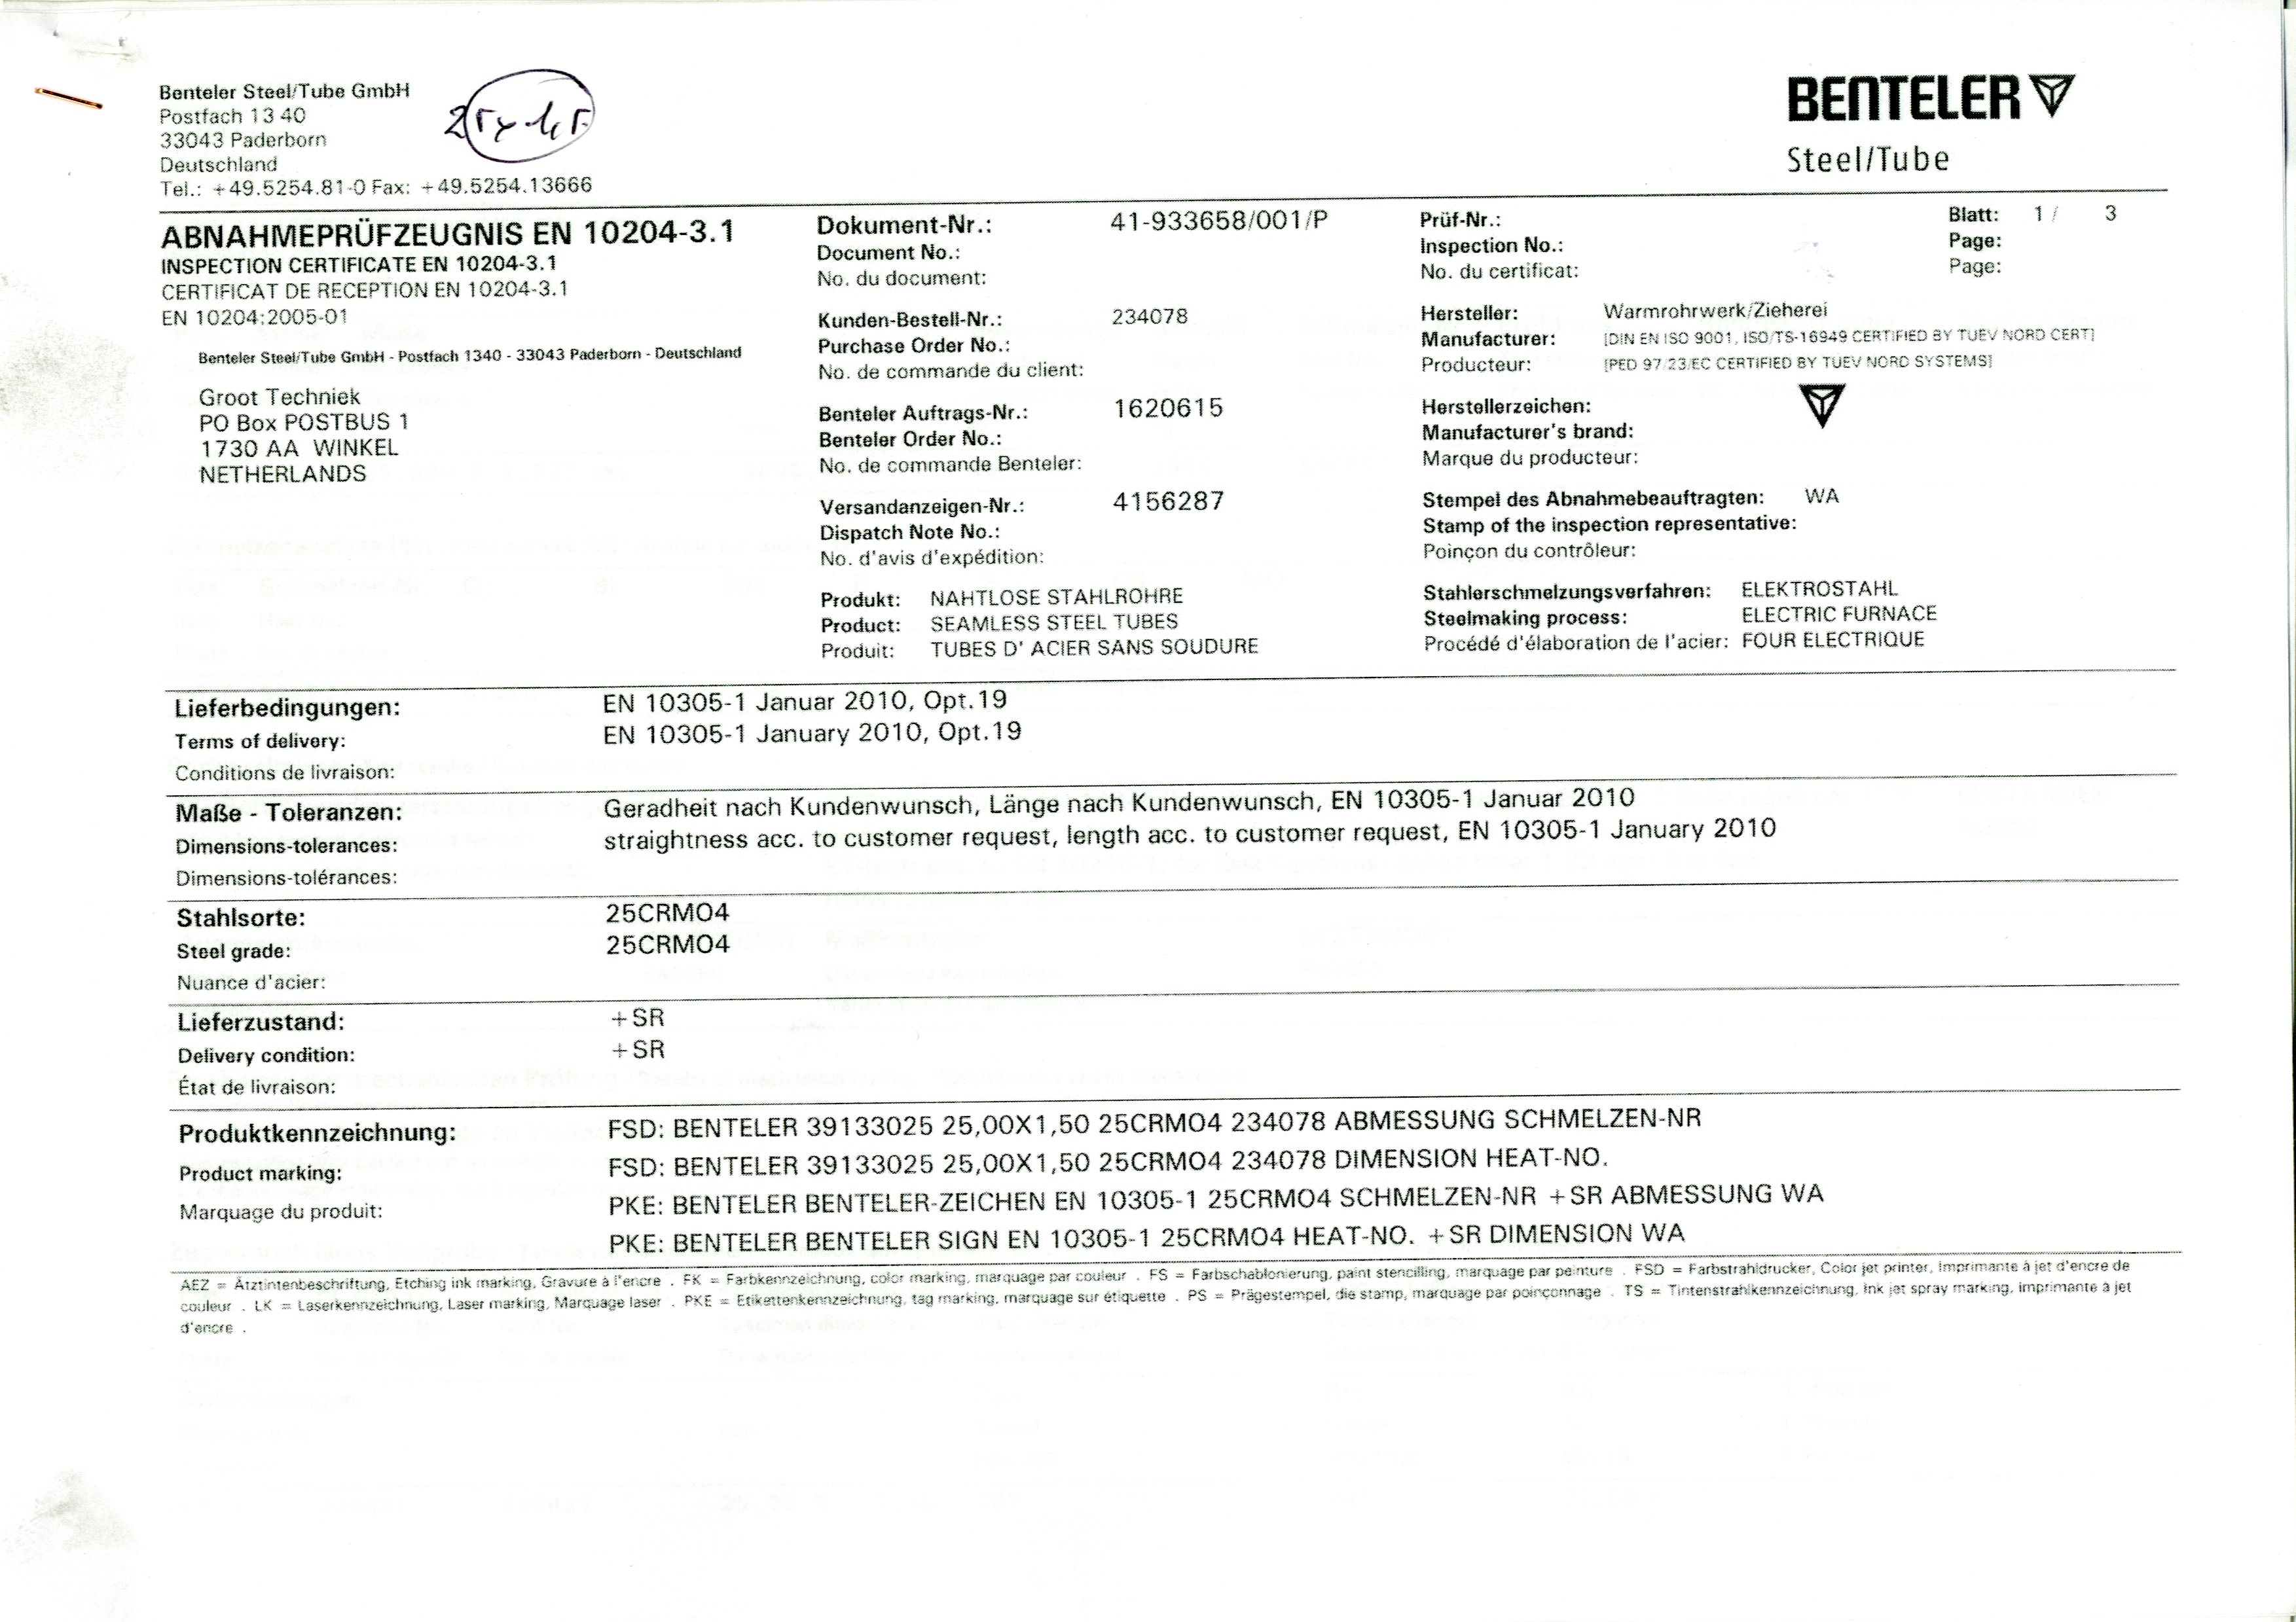 Benteler Steel/Tube GmbH
Postfach 13 40
33043 Paderborn
Deutschland
Tel.: +49.5254.81-0 Fax: +49.5254.13666
BENTELER
Steel/Tube
ABNAHMEPRÜFZEUGNIS EN 10204-3.1
INSPECTION CERTIFICATE EN 10204-3.1
CERTIFICAT DE RECEPTION EN 10204-3.1
EN 10204:2005-01
Benteler Steel/Tube GmbH - Postfach 1340 - 33043 Paderborn - Deutschland
Groot Techniek
PO Box POSTBUS 1
1730 AA WINKEL
NETHERLANDS
Dokument-Nr.: 41-933658/001/P
Document No.:
No. du document:
Kunden-Bestell-Nr.: 234078
Purchase Order No.:
No. de commande du client:
Benteler Auftrags-Nr.: 1620615
Benteler Order No.:
No. de commande Benteler:
Versandanzeigen-Nr.: 4156287
Dispatch Note No.:
No. d'avis d'expédition:
Produkt: NAHTLOSE STAHLROHRE
Product: SEAMLESS STEEL TUBES
Produit: TUBES D' ACIER SANS SOUDURE
Prüf-Nr.:
Inspection No.:
No. du certificat:
Blatt: 1 / 3
Page:
Page:
Hersteller: Warmrohrwerk/Zieherei
Manufacturer: [DIN EN ISO 9001, ISO/TS-16949 CERTIFIED BY TUEV NORD CERT]
Producteur: [PED 97/23/EC CERTIFIED BY TUEV NORD SYSTEMS]
Herstellerzeichen:
Manufacturer's brand:
Marque du producteur:
Stempel des Abnahmebeauftragten: WA
Stamp of the inspection representative:
Poinçon du contrôleur:
Stahlerschmelzungsverfahren: ELEKTROSTAHL
Steelmaking process: ELECTRIC FURNACE
Procédé d'élaboration de l'acier: FOUR ELECTRIQUE
Lieferbedingungen: EN 10305-1 Januar 2010, Opt.19
Terms of delivery: EN 10305-1 January 2010, Opt.19
Conditions de livraison:
Maße - Toleranzen: Geradheit nach Kundenwunsch, Länge nach Kundenwunsch, EN 10305-1 Januar 2010
Dimensions-tolerances: straightness acc. to customer request, length acc. to customer request, EN 10305-1 January 2010
Dimensions-tolérances:
Stahlsorte: 25CRMO4
Steel grade: 25CRMO4
Nuance d'acier:
Lieferzustand: +SR
Delivery condition: +SR
État de livraison:
Produktkennzeichnung: FSD: BENTELER 39133025 25,00X1,50 25CRMO4 234078 ABMESSUNG SCHMELZEN-NR
Product marking: FSD: BENTELER 39133025 25,00X1,50 25CRMO4 234078 DIMENSION HEAT-NO.
Marquage du produit: PKE: BENTELER BENTELER-ZEICHEN EN 10305-1 25CRMO4 SCHMELZEN-NR +SR ABMESSUNG WA
PKE: BENTELER BENTELER SIGN EN 10305-1 25CRMO4 HEAT-NO. +SR DIMENSION WA
AEZ = Ätztintenbeschriftung, Etching ink marking, Gravure à l'encre . FK = Farbkennzeichnung, color marking, marquage par couleur . FS = Farbschablonierung, paint stencilling, marquage par peinture . FSD = Farbstrahldrucker, Color jet printer, Imprimante à jet d'encre de
couleur . LK = Laserkennzeichnung, Laser marking, Marquage laser . PKE = Etikettenkennzeichnung, tag marking, marquage sur étiquette . PS = Prägestempel, die stamp, marquage par poinçonnage . TS = Tintenstrahlkennzeichnung, Ink jet spray marking, imprimante à jet
d'encre .